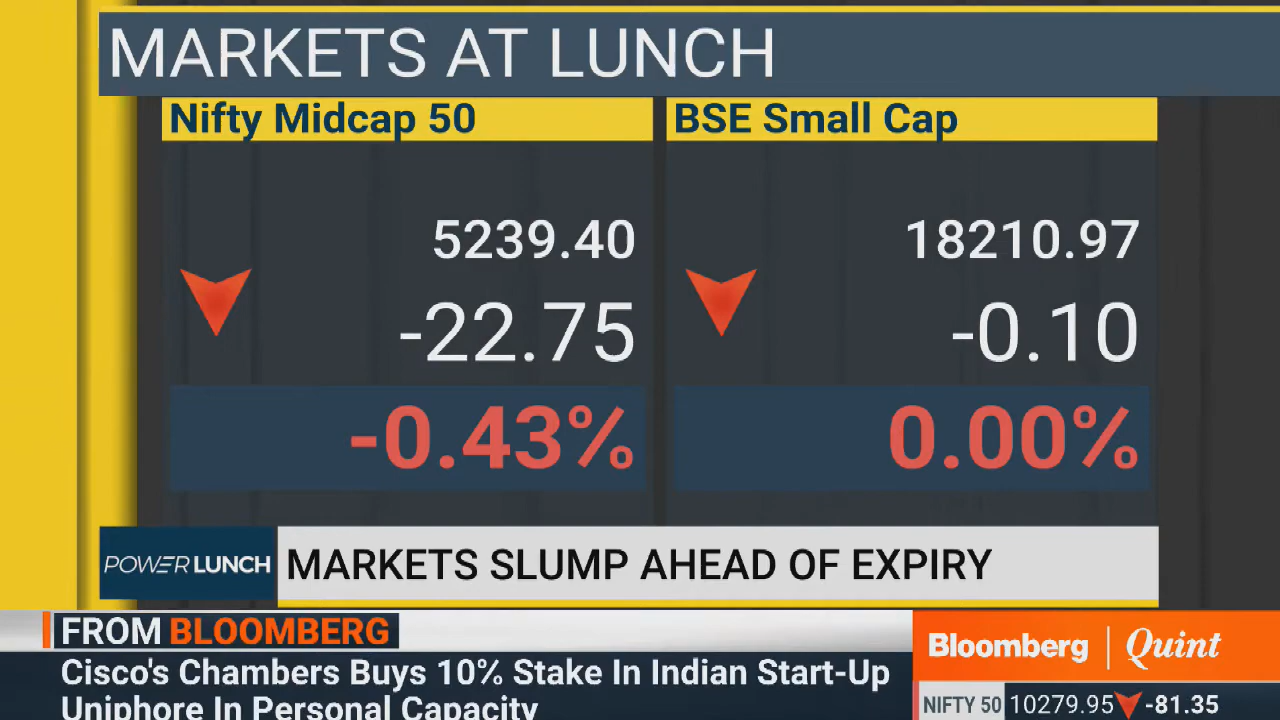 MARKETS AT LUNCH
Nifty Midcap 50
5239.40
-22.75
-0.43%
BSE Small Cap
18210.97
-0.10
0.00%
POWER LUNCH
MARKETS SLUMP AHEAD OF EXPIRY
FROM BLOOMBERG
Cisco's Chambers Buys 10% Stake In Indian Start-Up
Uniphore In Personal Capacity
Bloomberg | Quint
NIFTY 50 10279.95 -81.35